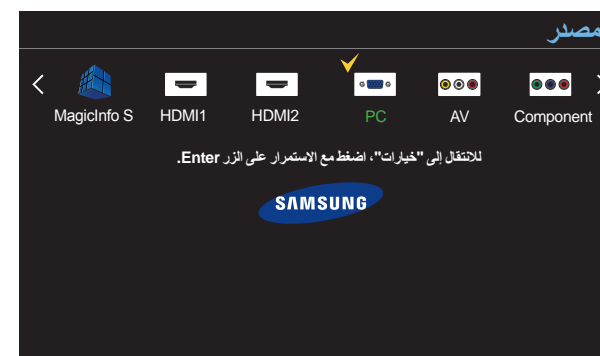 مصدر
MagicInfo S HDMI1 HDMI2 PC AV Component
للانتقال إلى "خيارات"، اضغط مع الاستمرار على الزر Enter.
SAMSUNG